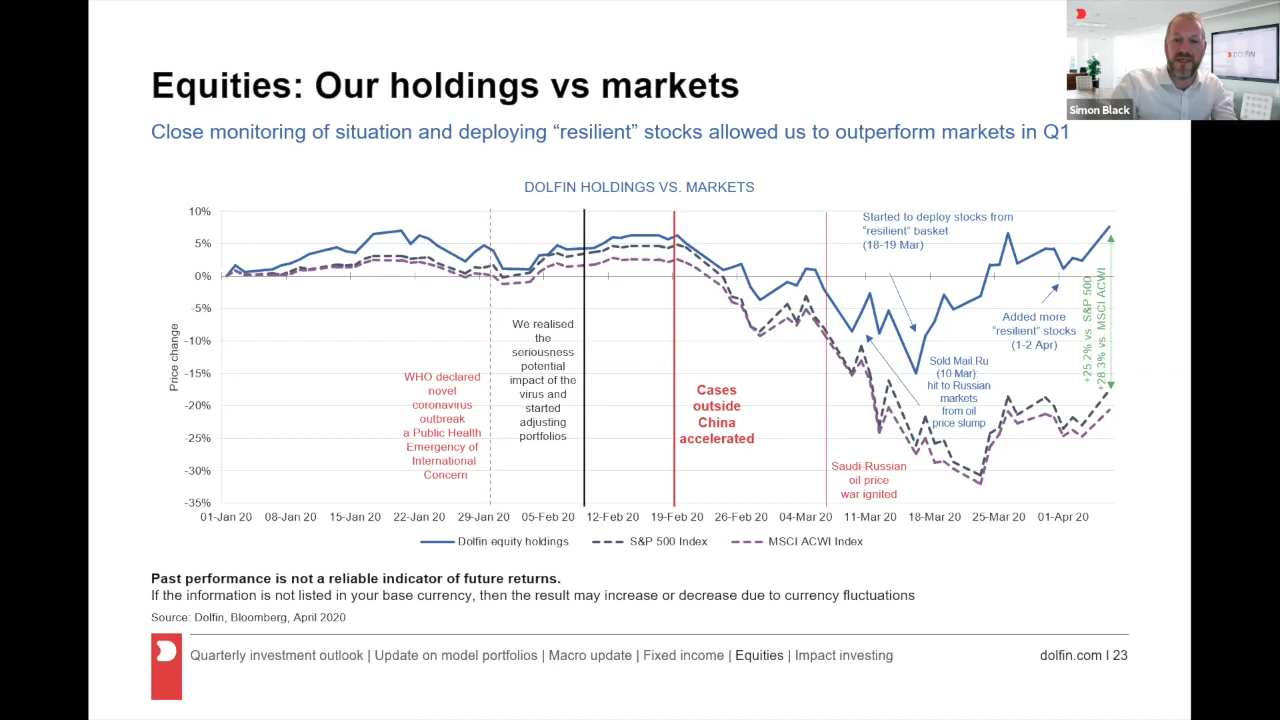 Equities: Our holdings vs markets
Close monitoring of situation and deploying “resilient” stocks allowed us to outperform markets in Q1
DOLFIN
Simon Black
DOLFIN HOLDINGS VS. MARKETS
10%
5%
0%
-5%
-10%
-15%
-20%
-25%
-30%
-35%
Price change
WHO declared
novel
coronavirus
outbreak
a Public Health
Emergency of
International
Concern
We realised
the
seriousness
potential
impact of the
virus and
started
adjusting
portfolios
Cases
outside
China
accelerated
Saudi-Russian
oil price
war ignited
Started to deploy stocks from
“resilient” basket
(18-19 Mar)
Sold Mail.Ru
(10 Mar):
hit to Russian
markets
from oil
price slump
Added more
“resilient” stocks
(1-2 Apr)
+25.2% vs. S&P 500
+28.3% vs. MSCI ACWI
01-Jan 20 08-Jan 20 15-Jan 20 22-Jan 20 29-Jan 20 05-Feb 20 12-Feb 20 19-Feb 20 26-Feb 20 04-Mar 20 11-Mar 20 18-Mar 20 25-Mar 20 01-Apr 20
Dolfin equity holdings S&P 500 Index MSCI ACWI Index
Past performance is not a reliable indicator of future returns.
If the information is not listed in your base currency, then the result may increase or decrease due to currency fluctuations
Source: Dolfin, Bloomberg, April 2020
Quarterly investment outlook | Update on model portfolios | Macro update | Fixed income | Equities | Impact investing
dolfin.com I 23